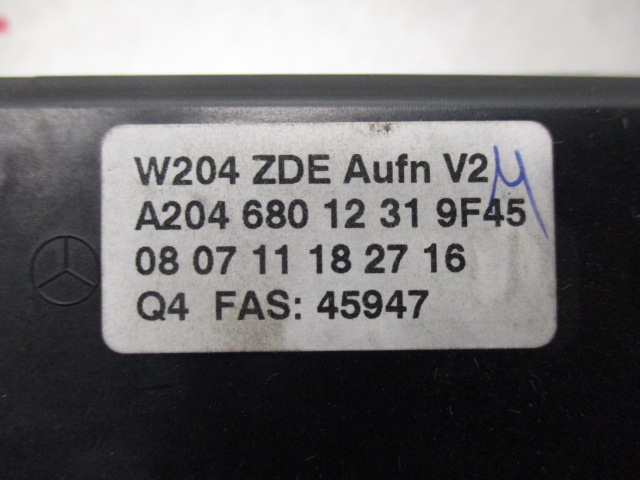 W204 ZDE Aufn V2
A204 680 12 31 9F45
08 07 11 18 27 16
Q4 FAS: 45947